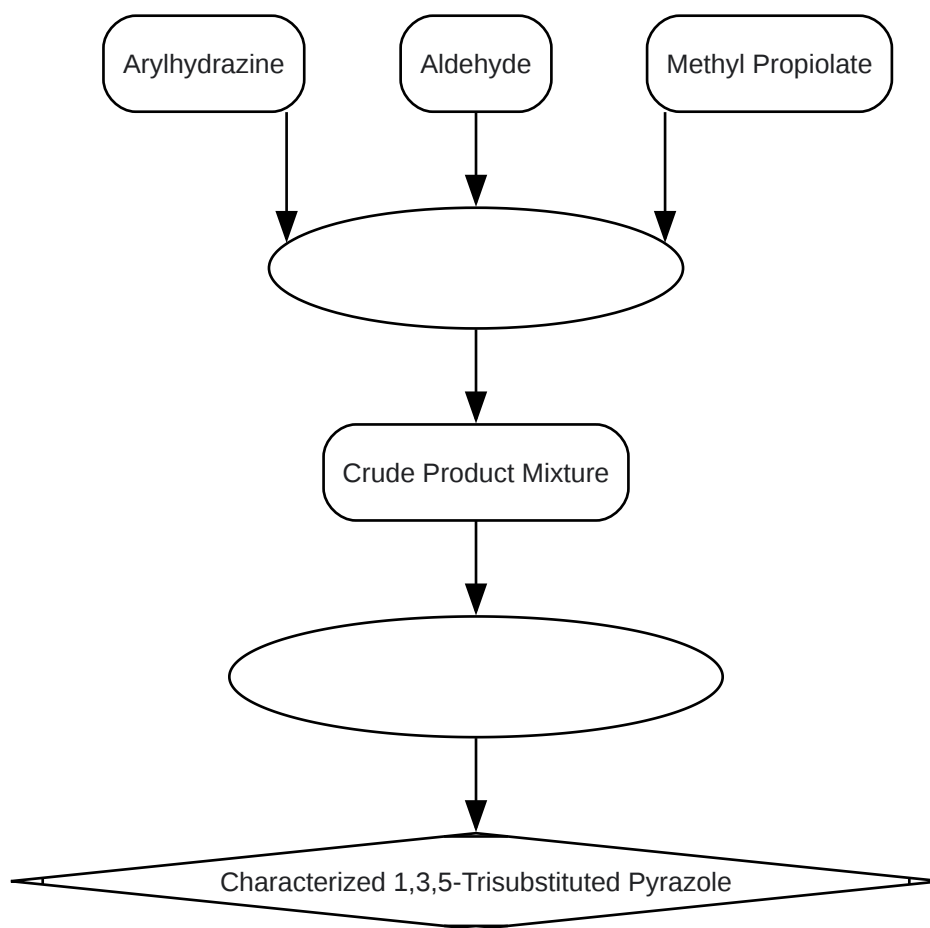 Arylhydrazine
Aldehyde
Methyl Propiolate
Crude Product Mixture
Characterized 1,3,5-Trisubstituted Pyrazole